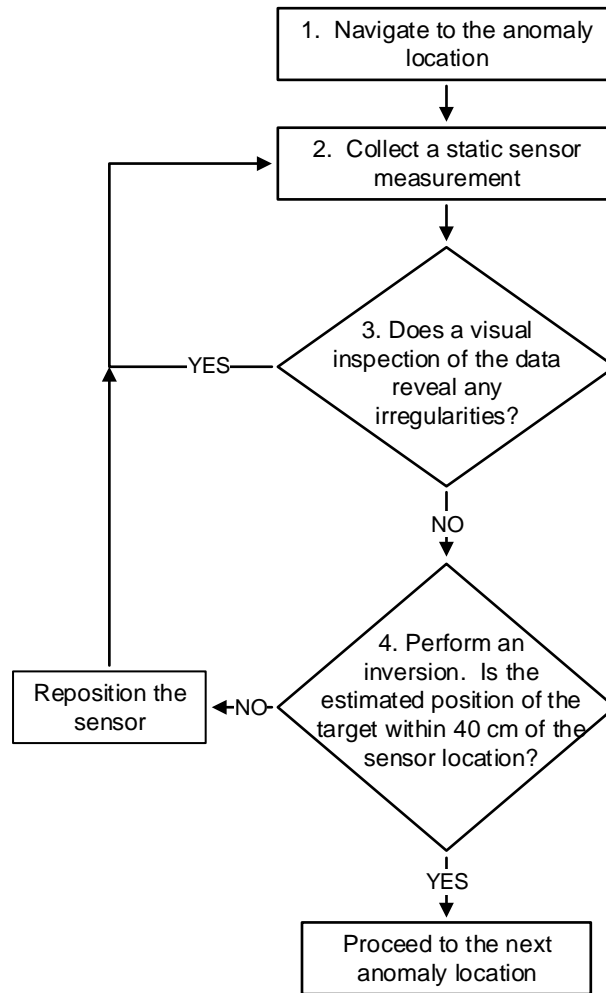 1. Navigate to the anomaly
location
2. Collect a static sensor
measurement
3. Does a visual
inspection of the data
reveal any
irregularities?
YES
NO
4. Perform an
inversion. Is the
estimated position of the
target within 40 cm of the
sensor location?
NO
Reposition the
sensor
YES
Proceed to the next
anomaly location